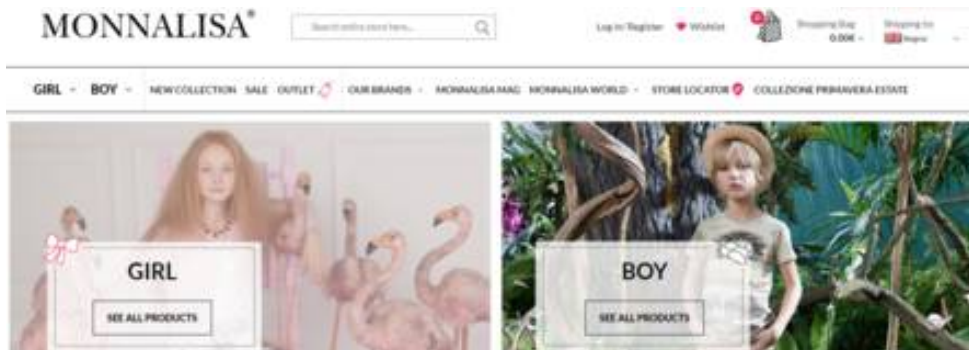 MONNALISA®
Search entire store here...
Log in/Register Wishlist
Shopping Bag
0.00€
Shopping to:
GIRL BOY NEW COLLECTION SALE OUTLET OUR BRANDS MONNALISA MAG MONNALISA WORLD STORE LOCATOR COLLEZIONE PRIMAVERA ESTATE
GIRL
SEE ALL PRODUCTS
BOY
SEE ALL PRODUCTS